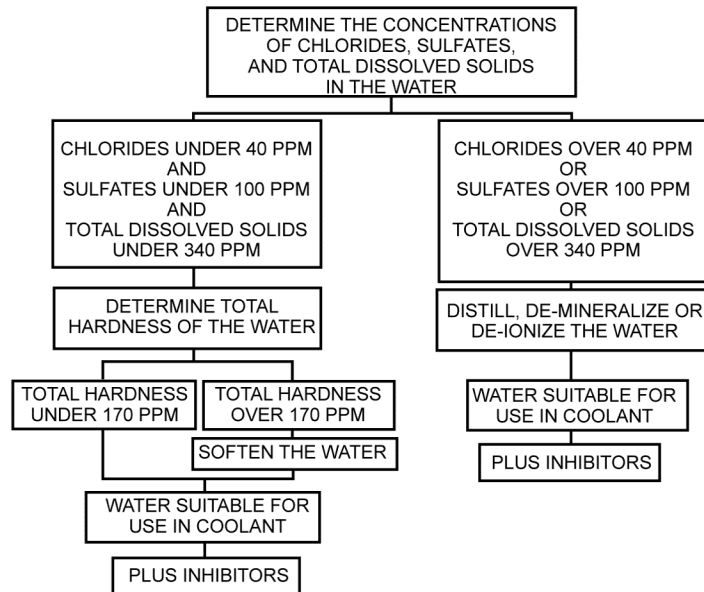 DETERMINE THE CONCENTRATIONS
OF CHLORIDES, SULFATES,
AND TOTAL DISSOLVED SOLIDS
IN THE WATER
CHLORIDES UNDER 40 PPM
AND
SULFATES UNDER 100 PPM
AND
TOTAL DISSOLVED SOLIDS
UNDER 340 PPM
DETERMINE TOTAL
HARDNESS OF THE WATER
TOTAL HARDNESS
UNDER 170 PPM
TOTAL HARDNESS
OVER 170 PPM
SOFTEN THE WATER
WATER SUITABLE FOR
USE IN COOLANT
PLUS INHIBITORS
CHLORIDES OVER 40 PPM
OR
SULFATES OVER 100 PPM
OR
TOTAL DISSOLVED SOLIDS
OVER 340 PPM
DISTILL, DE-MINERALIZE OR
DE-IONIZE THE WATER
WATER SUITABLE FOR
USE IN COOLANT
PLUS INHIBITORS